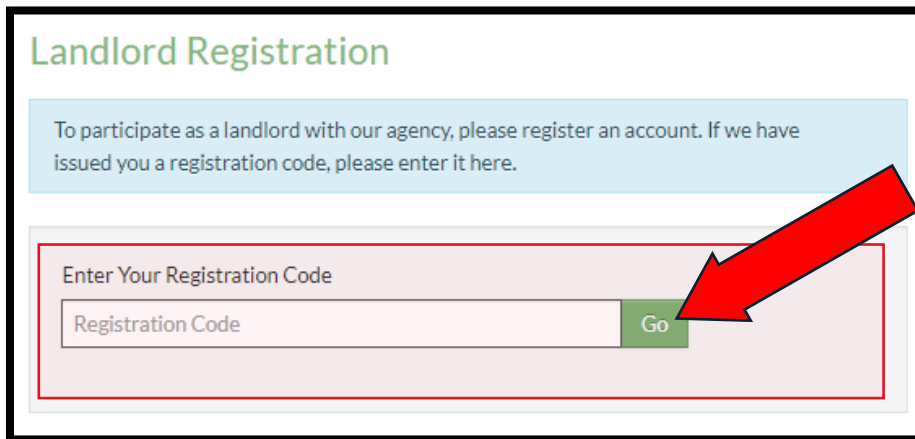 Landlord Registration
To participate as a landlord with our agency, please register an account. If we have
issued you a registration code, please enter it here.
Enter Your Registration Code
Registration Code
Go